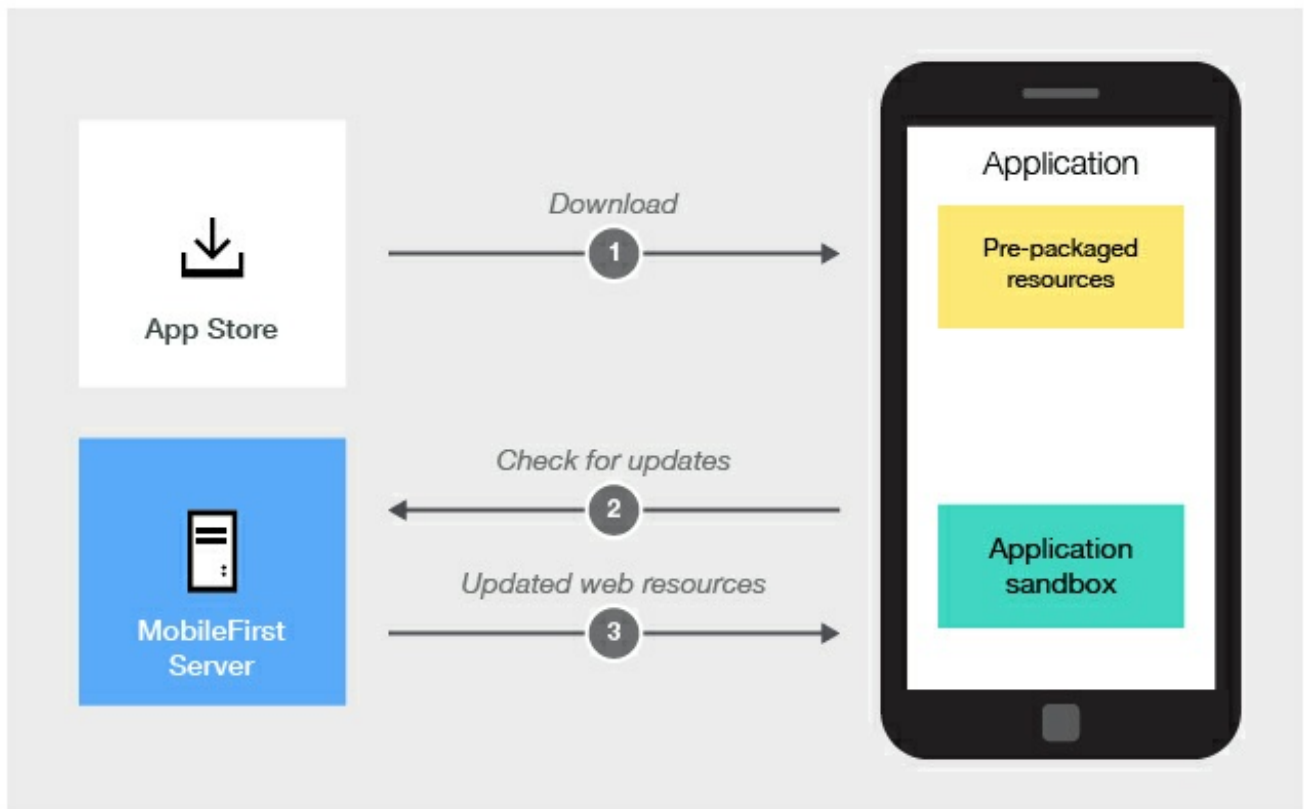 Download
1
App Store
Check for updates
2
Updated web resources
3
MobileFirst
Server
Application
Pre-packaged
resources
Application
sandbox